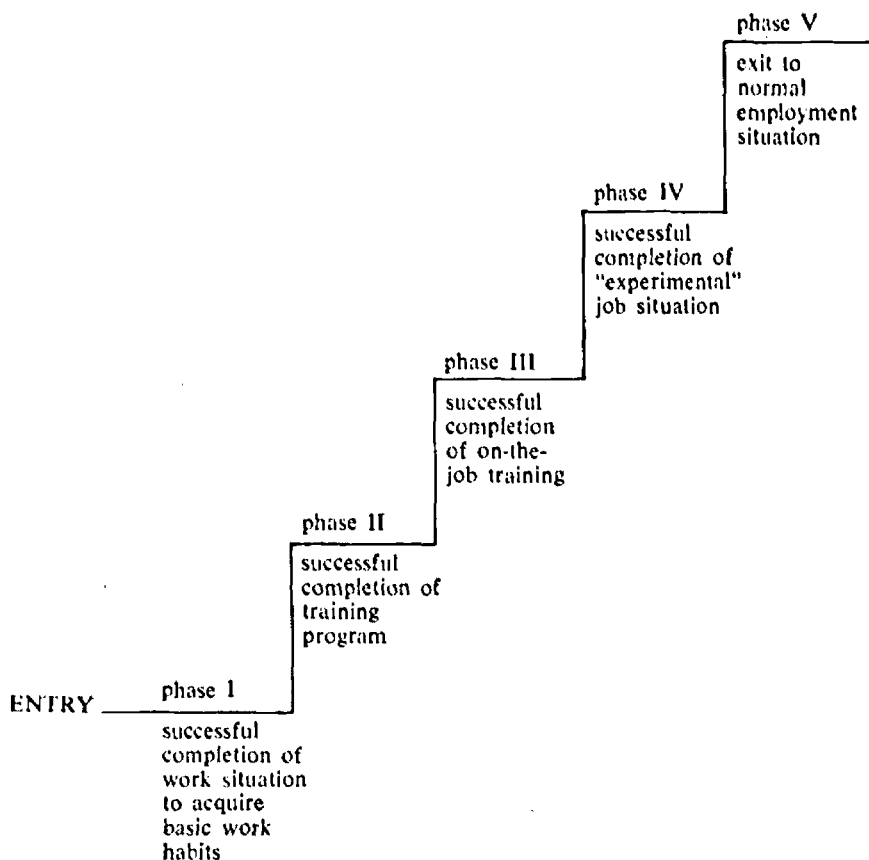 phase V
exit to
normal
employment
situation
phase IV
successful
completion of
"experimental"
job situation
phase III
successful
completion
of on-the-
job training
phase II
successful
completion of
training
program
ENTRY
phase I
successful
completion of
work situation
to acquire
basic work
habits